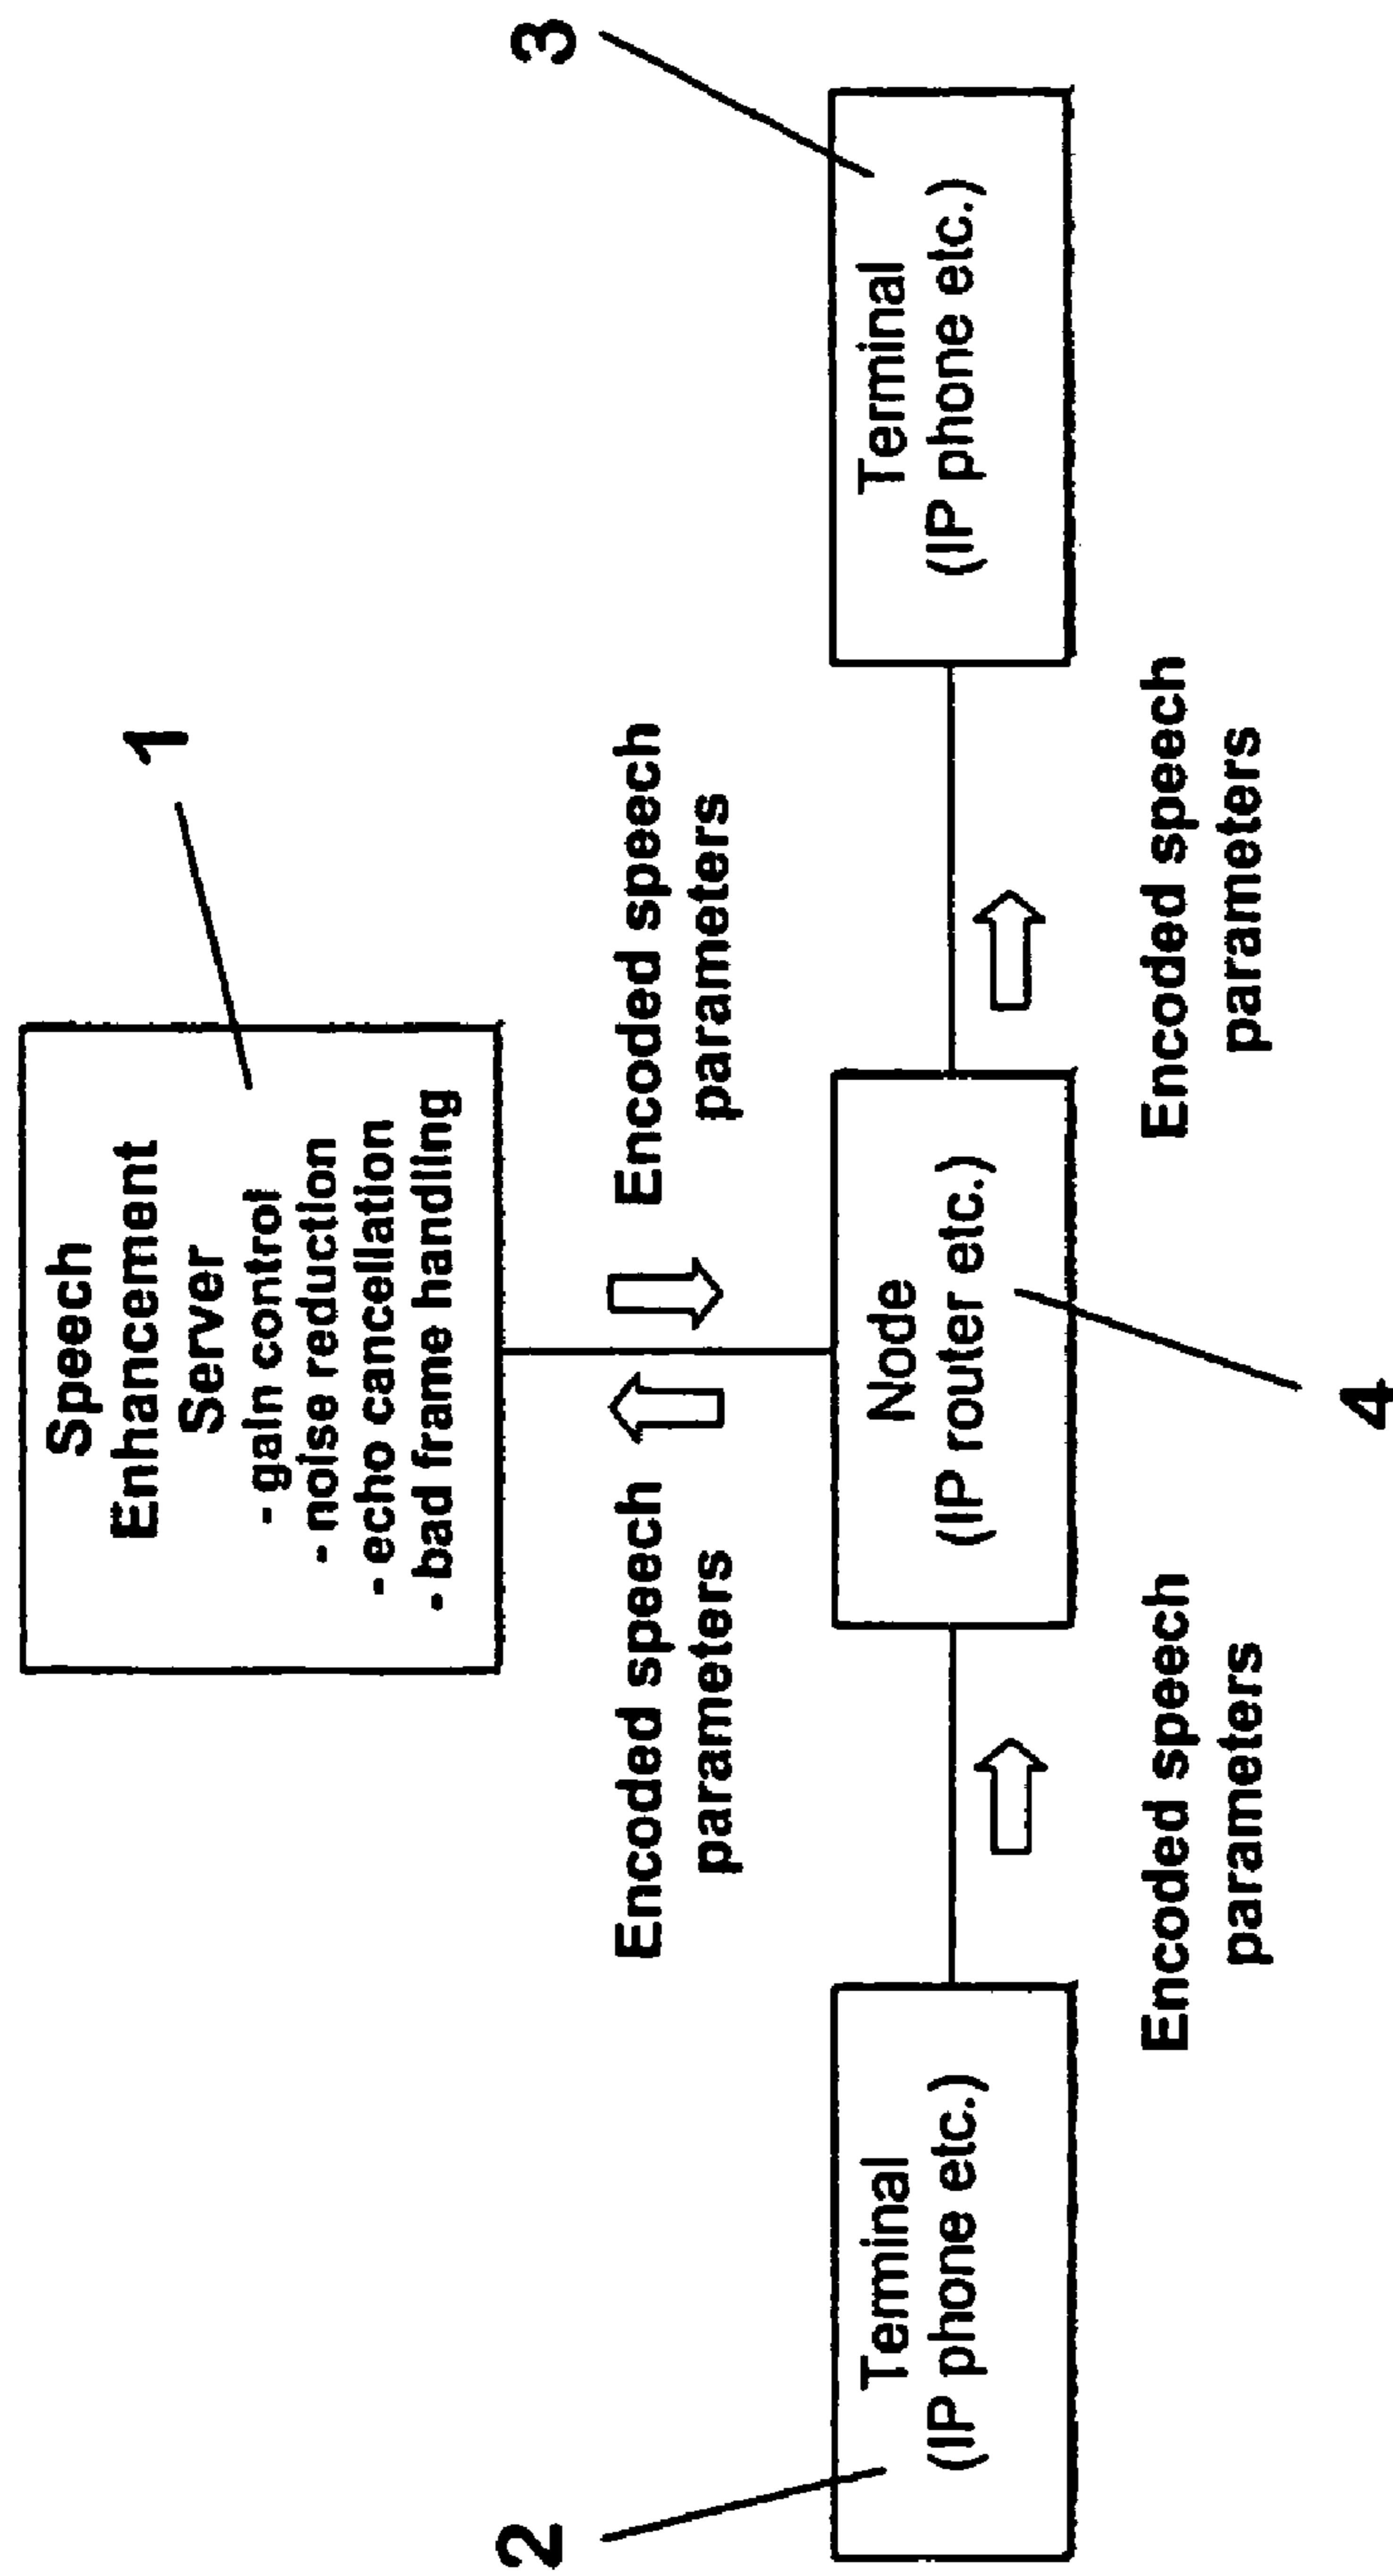 1
Speech
Enhancement
Server
- gain control
- noise reduction
- echo cancellation
- bad frame handling
Encoded speech
parameters
Encoded speech
parameters
2
Terminal
(IP phone etc.)
Node
(IP router etc.)
3
Terminal
(IP phone etc.)
Encoded speech
parameters
4
Encoded speech
parameters